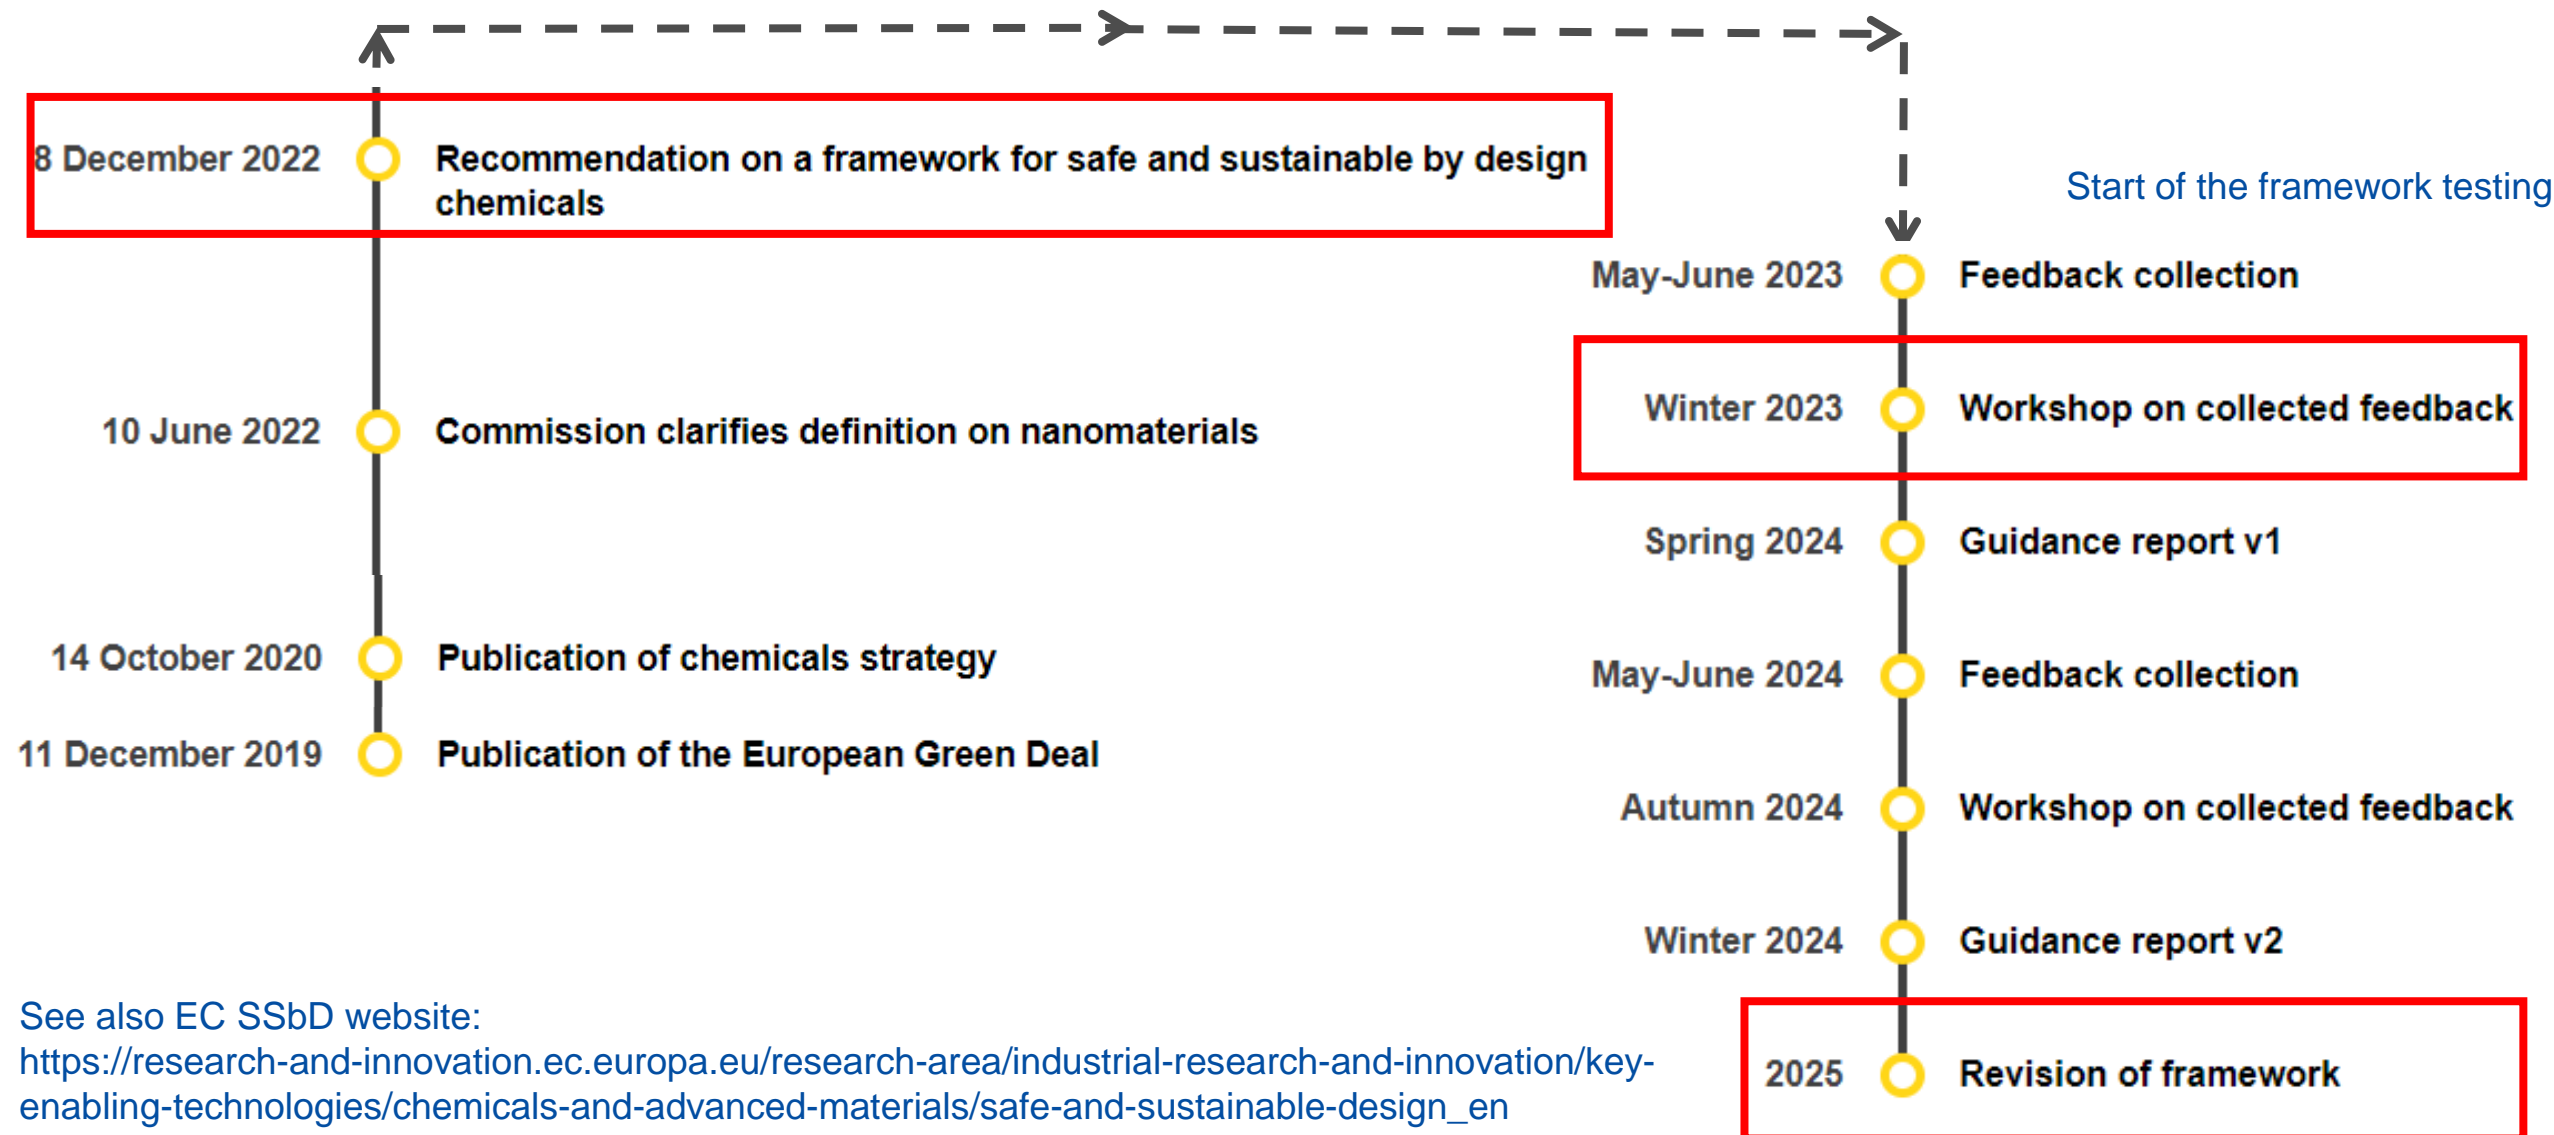 8 December 2022
Recommendation on a framework for safe and sustainable by design
chemicals
10 June 2022
Commission clarifies definition on nanomaterials
14 October 2020
Publication of chemicals strategy
11 December 2019
Publication of the European Green Deal
Start of the framework testing
May-June 2023
Feedback collection
Winter 2023
Workshop on collected feedback
Spring 2024
Guidance report v1
May-June 2024
Feedback collection
Autumn 2024
Workshop on collected feedback
Winter 2024
Guidance report v2
2025
Revision of framework
See also EC SSbD website:
https://research-and-innovation.ec.europa.eu/research-area/industrial-research-and-innovation/key-
enabling-technologies/chemicals-and-advanced-materials/safe-and-sustainable-design_en